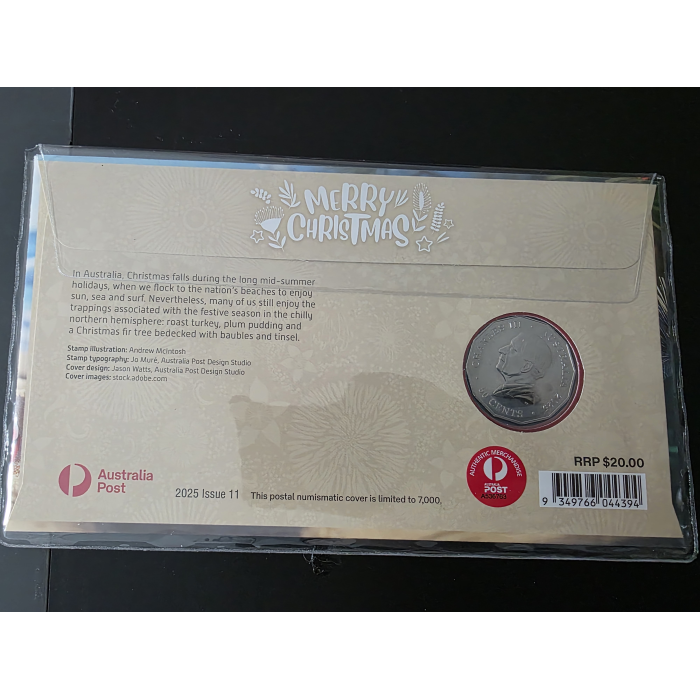 MERRY
CHRISTMAS
In Australia, Christmas falls during the long mid-summer
holidays, when we flock to the nation's beaches to enjoy
sun, sea and surf. Nevertheless, many of us still enjoy the
trappings associated with the festive season in the chilly
northern hemisphere: roast turkey, plum pudding and
a Christmas fir tree bedecked with baubles and tinsel.
Stamp illustration: Andrew McIntosh
Stamp typography: Jo Muré, Australia Post Design Studio
Cover design: Jason Watts, Australia Post Design Studio
Cover images: stock.adobe.com
CHARLES III
AUSTRALIA
50 CENTS
Australia
Post
2025 Issue 11
This postal numismatic cover is limited to 7,000.
AUTHENTIC MERCHANDISE
POST
RRP $20.00
9 349766 044394